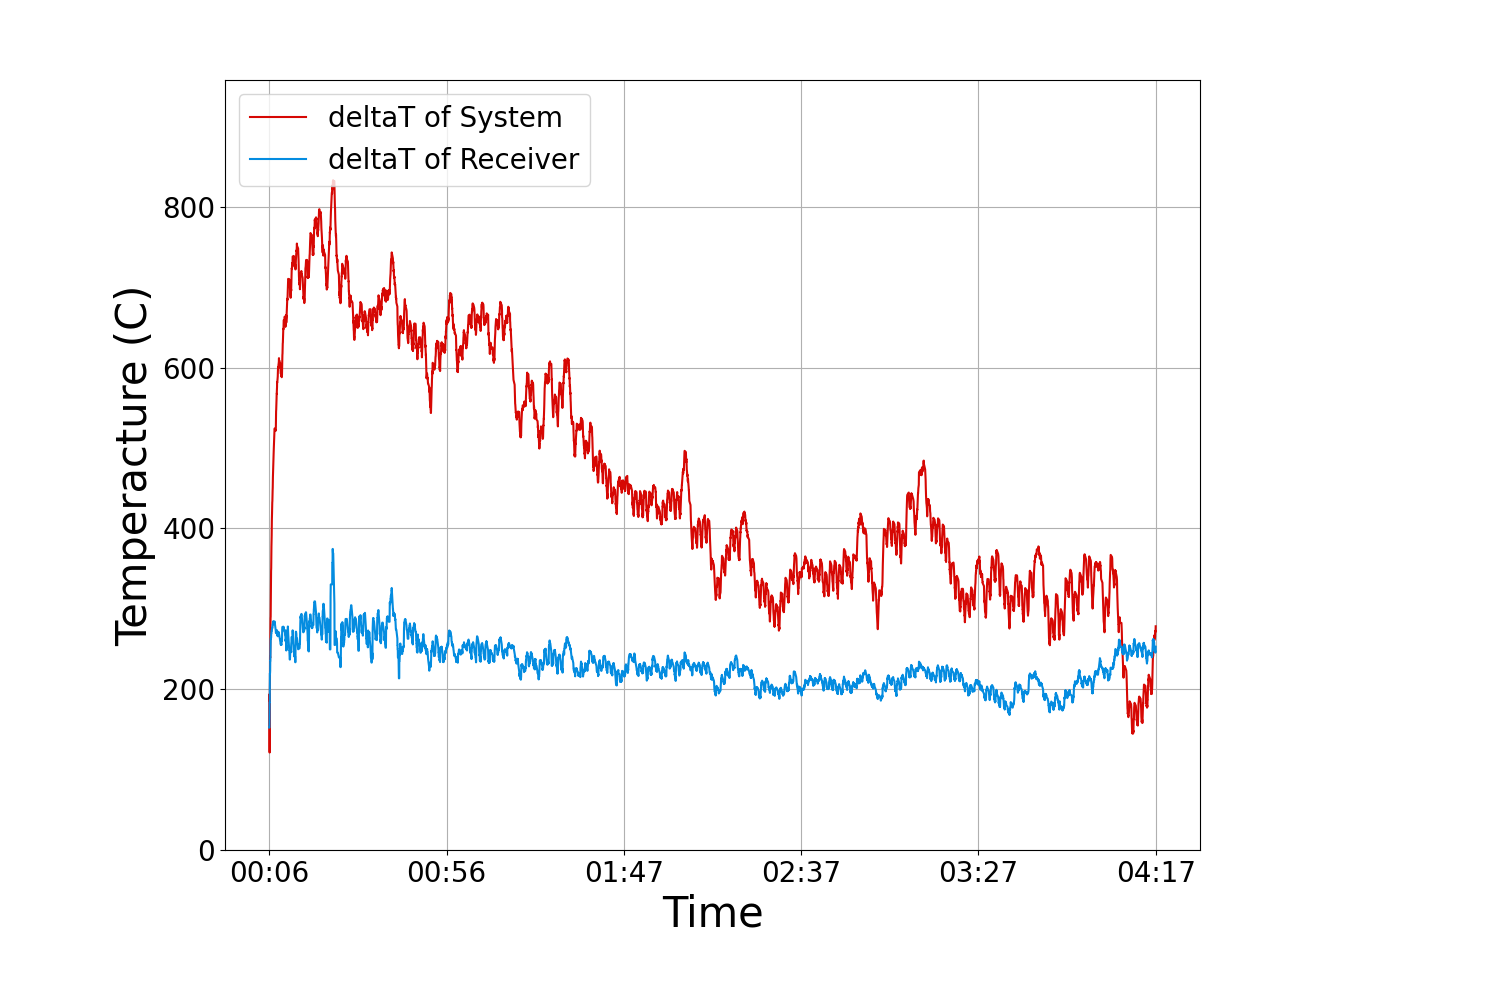 deltaT of System
deltaT of Receiver
Temperacture (C)
800
600
400
200
0
00:06 00:56 01:47 02:37 03:27 04:17
Time